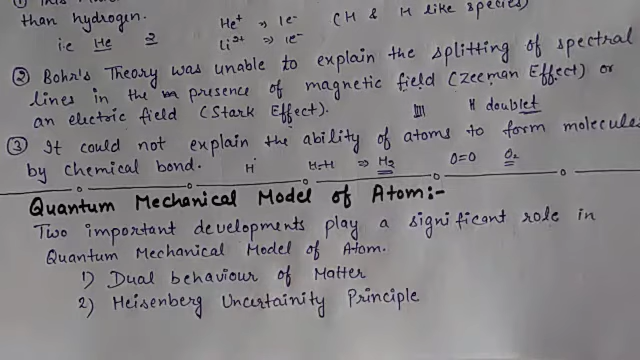 than hydrogen. He⁺ ⇒ 1e⁻ (H & H like species)
i.e He 2 Li²⁺ ⇒ 1e⁻
② Bohr's Theory was unable to explain the splitting of spectral
lines in the presence of magnetic field (Zeeman Effect) or
an electric field (Stark Effect). ||| H doublet
③ It could not explain the ability of atoms to form molecules
by chemical bond. H H-H ⇒ H₂ O=O O₂
Quantum Mechanical Model of Atom:-
Two important developments play a significant role in
Quantum Mechanical Model of Atom.
1) Dual behaviour of Matter
2) Heisenberg Uncertainity Principle